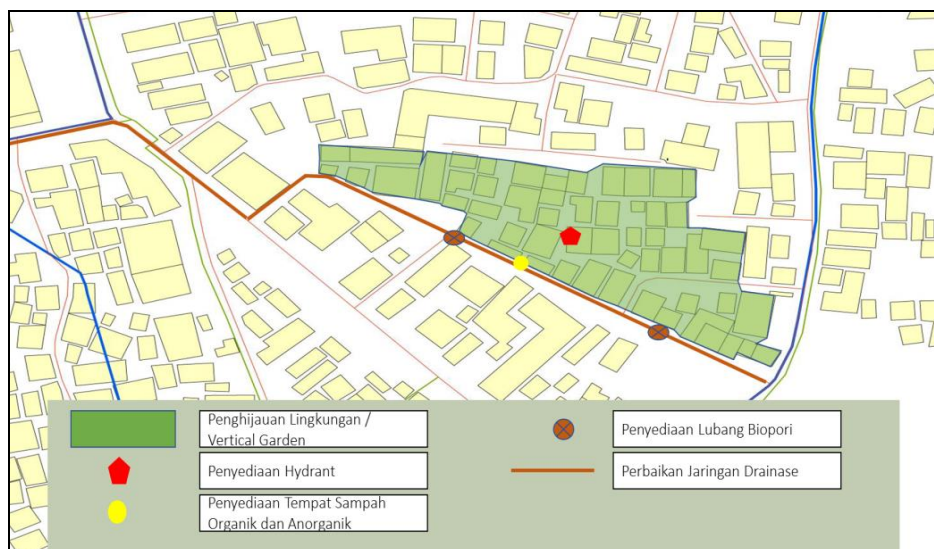 Penghijauan Lingkungan /
Vertical Garden
Penyediaan Hydrant
Penyediaan Tempat Sampah
Organik dan Anorganik
Penyediaan Lubang Biopori
Perbaikan Jaringan Drainase